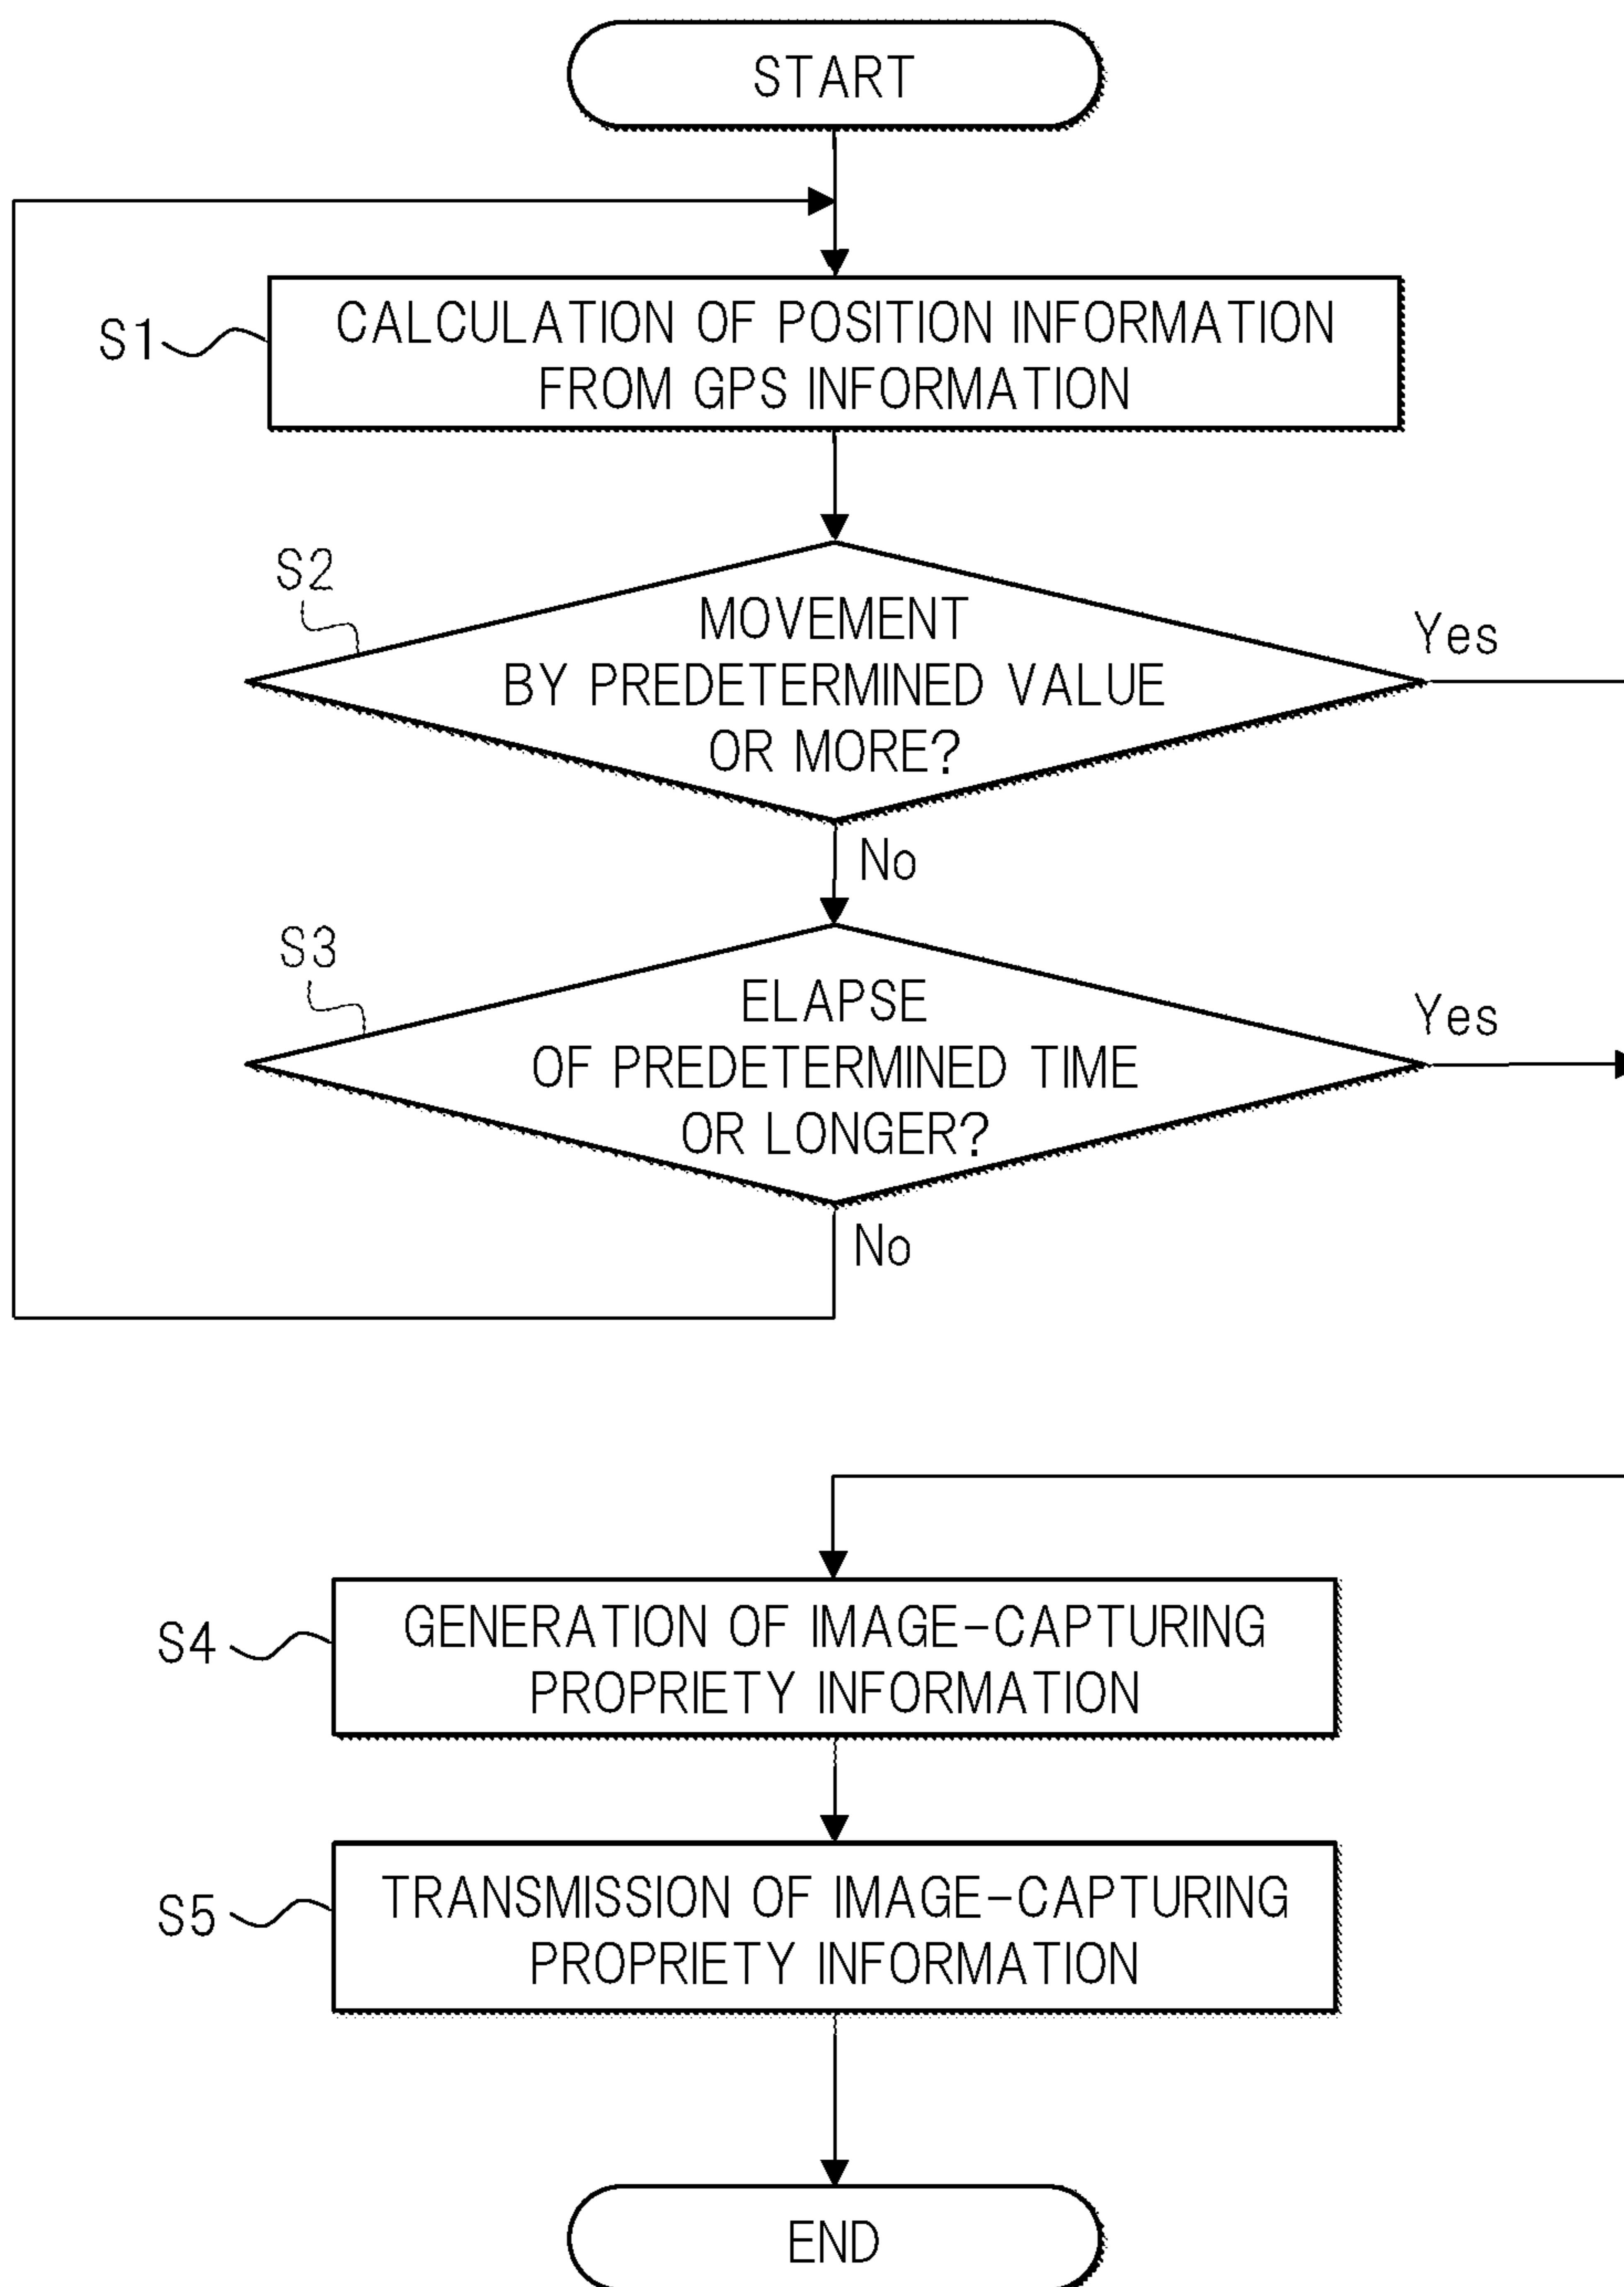 START
S1
CALCULATION OF POSITION INFORMATION
FROM GPS INFORMATION
S2
MOVEMENT
BY PREDETERMINED VALUE
OR MORE?
Yes
No
S3
ELAPSE
OF PREDETERMINED TIME
OR LONGER?
Yes
No
S4
GENERATION OF IMAGE-CAPTURING
PROPRIETY INFORMATION
S5
TRANSMISSION OF IMAGE-CAPTURING
PROPRIETY INFORMATION
END